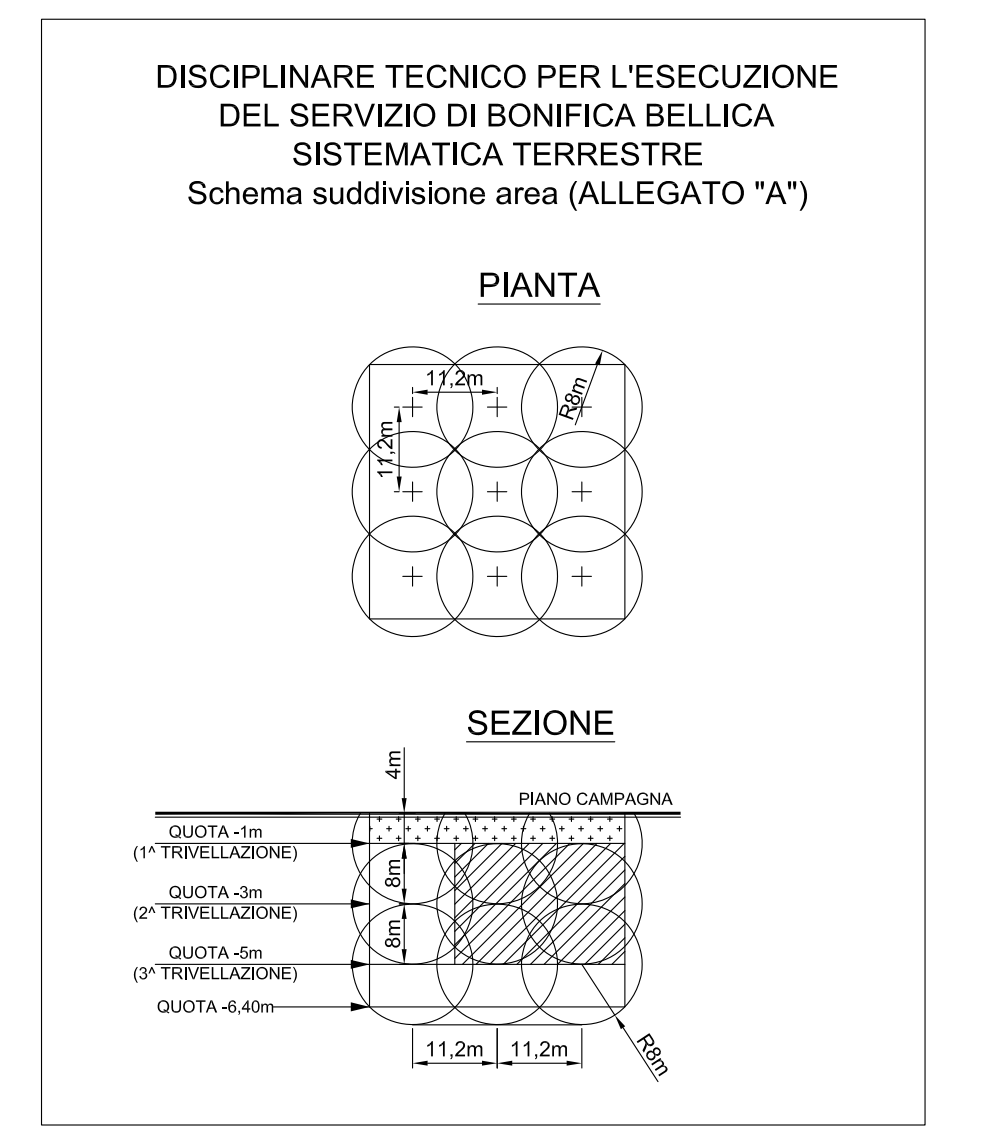 DISCIPLINARE TECNICO PER L'ESECUZIONE
DEL SERVIZIO DI BONIFICA BELLICA
SISTEMATICA TERRESTRE
Schema suddivisione area (ALLEGATO "A")
PIANTA
11,2m
R8m
11,2m
SEZIONE
4m
PIANO CAMPAGNA
QUOTA -1m
(1^ TRIVELLAZIONE)
8m
QUOTA -3m
(2^ TRIVELLAZIONE)
8m
QUOTA -5m
(3^ TRIVELLAZIONE)
QUOTA -6,40m
11,2m
11,2m
R8m